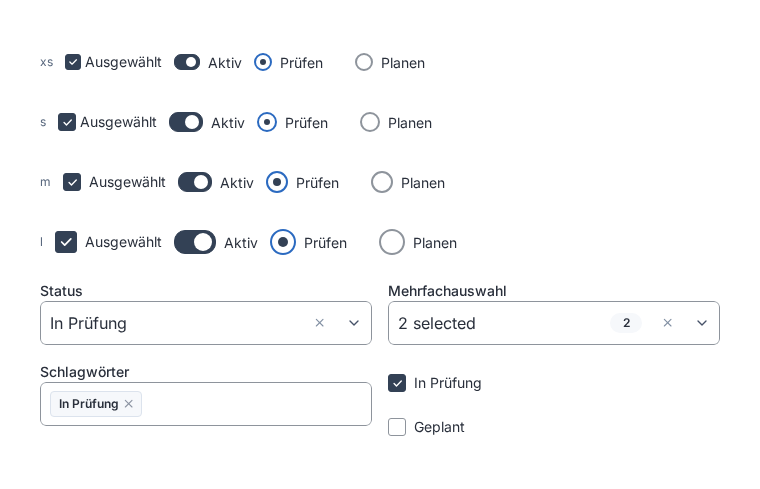 xs Ausgewählt Aktiv Prüfen Planen
s Ausgewählt Aktiv Prüfen Planen
m Ausgewählt Aktiv Prüfen Planen
l Ausgewählt Aktiv Prüfen Planen
Status
In Prüfung
Mehrfachauswahl
2 selected 2
Schlagwörter
In Prüfung
In Prüfung
Geplant